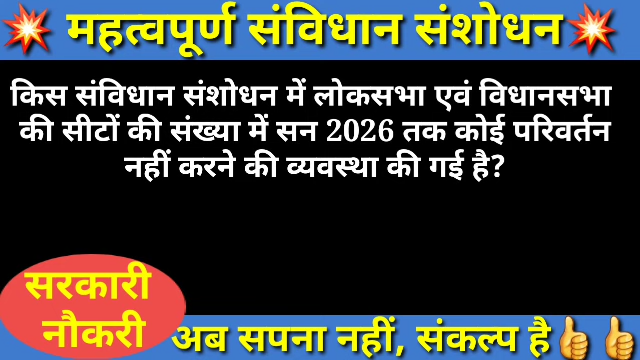 💥 महत्वपूर्ण संविधान संशोधन 💥
किस संविधान संशोधन में लोकसभा एवं विधानसभा
की सीटों की संख्या में सन 2026 तक कोई परिवर्तन
नहीं करने की व्यवस्था की गई है?
सरकारी
नौकरी
अब सपना नहीं, संकल्प है👍👍